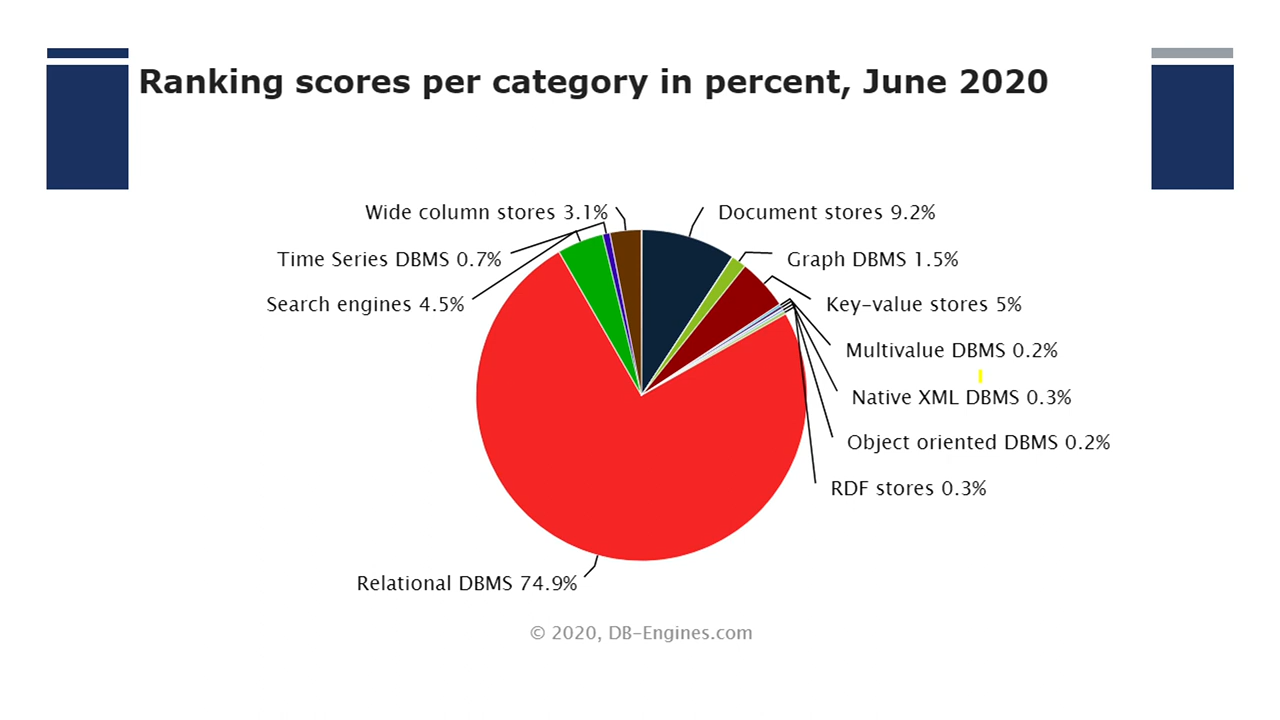 Ranking scores per category in percent, June 2020
Wide column stores 3.1%
Document stores 9.2%
Time Series DBMS 0.7%
Graph DBMS 1.5%
Search engines 4.5%
Key-value stores 5%
Multivalue DBMS 0.2%
Native XML DBMS 0.3%
Object oriented DBMS 0.2%
RDF stores 0.3%
Relational DBMS 74.9%
© 2020, DB-Engines.com